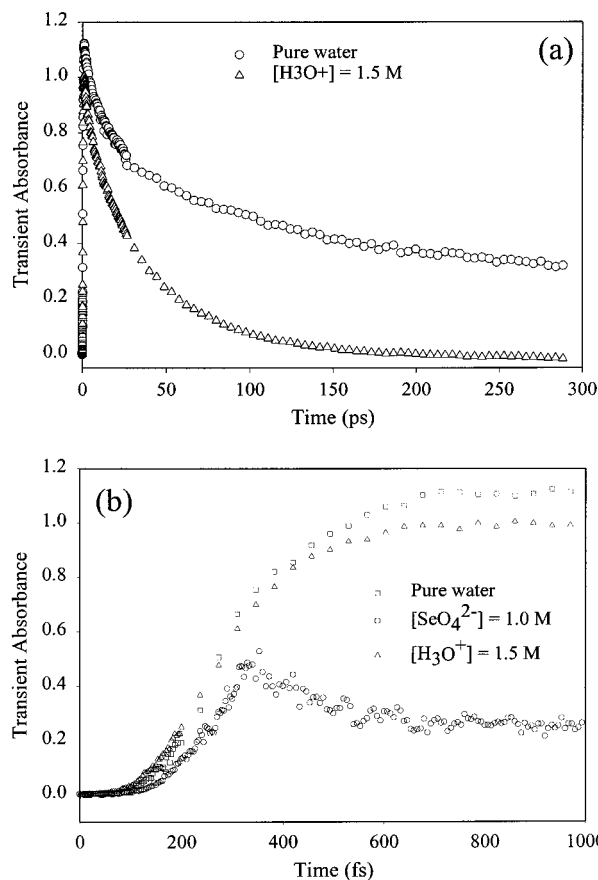 1.2
1.0
0.8
0.6
0.4
0.2
0.0
Transient Absorbance
Pure water
[H3O+] = 1.5 M
(a)
0 50 100 150 200 250 300
Time (ps)
1.2
1.0
0.8
0.6
0.4
0.2
0.0
Transient Absorbance
(b)
Pure water
[SeO₄²⁻] = 1.0 M
[H₃O⁺] = 1.5 M
0 200 400 600 800 1000
Time (fs)